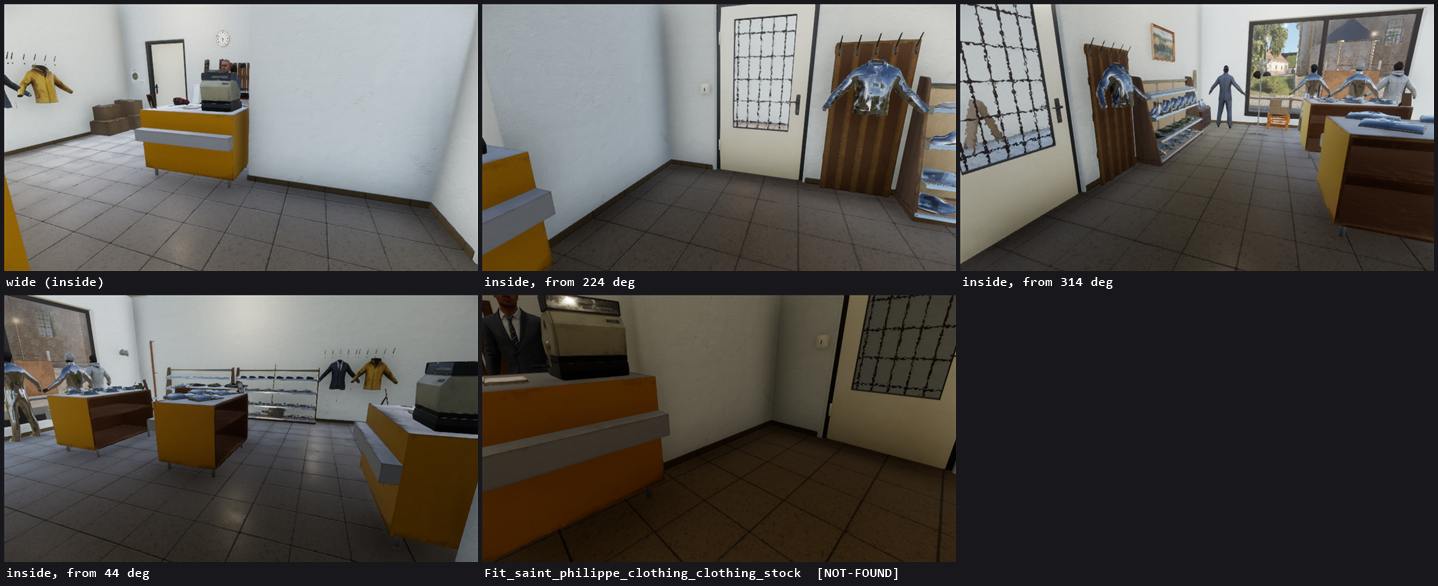 wide (inside)
inside, from 224 deg
inside, from 314 deg
inside, from 44 deg
Fit_saint_philippe_clothing_clothing_stock [NOT-FOUND]